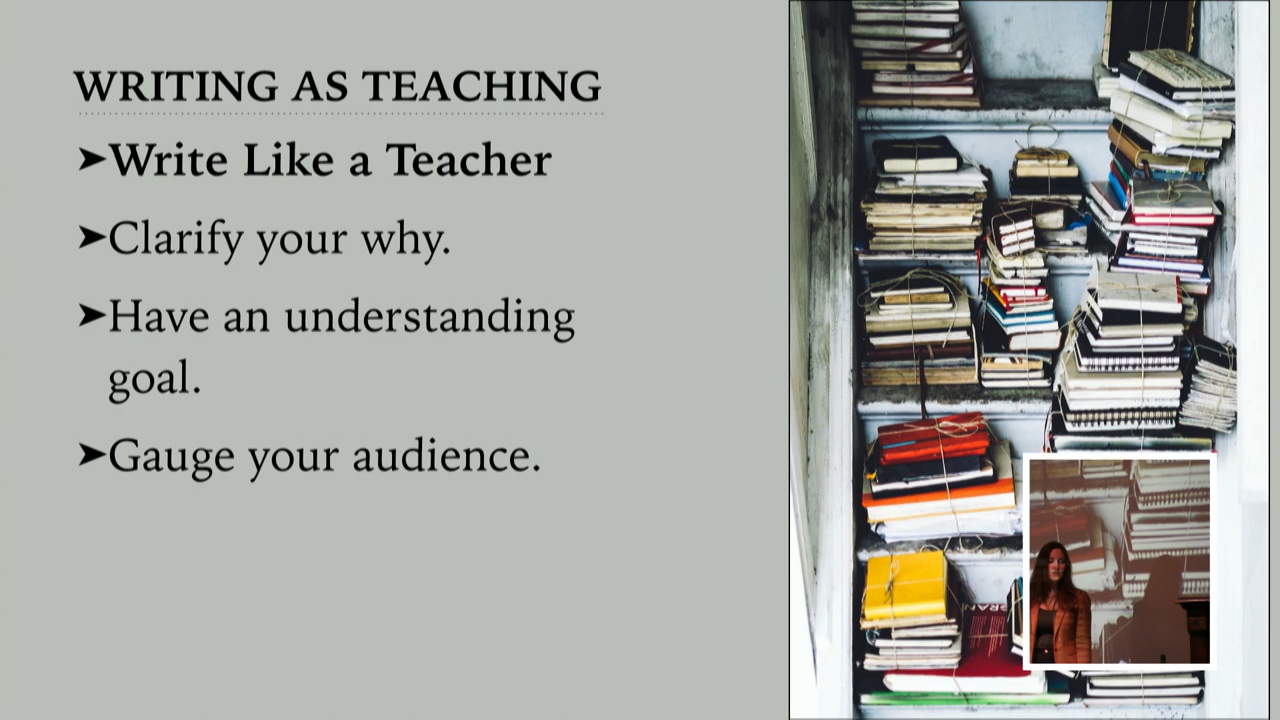 WRITING AS TEACHING
➤Write Like a Teacher
➤Clarify your why.
➤Have an understanding
goal.
➤Gauge your audience.